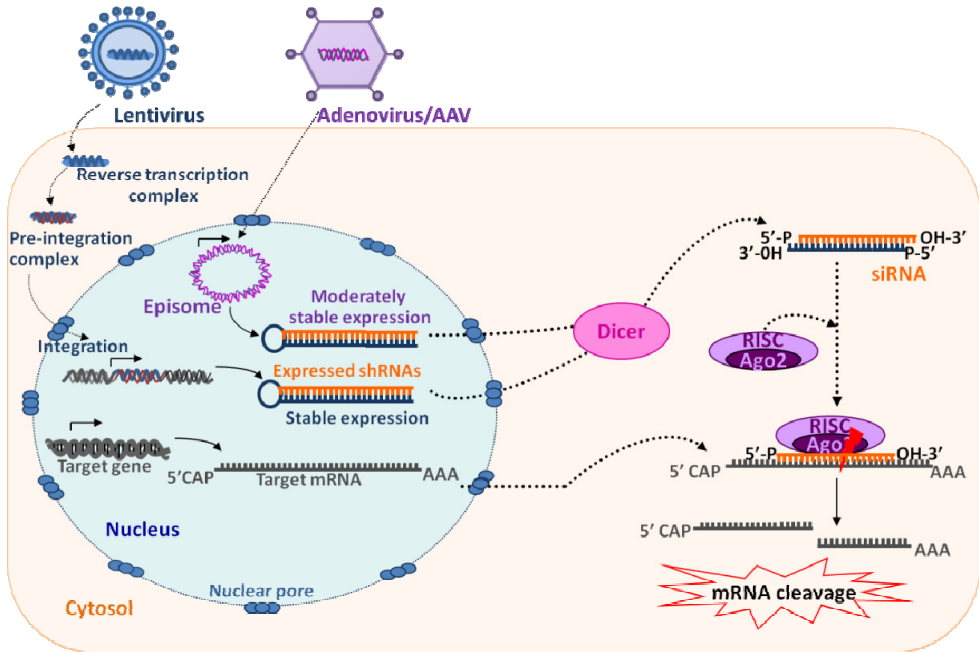 Lentivirus
Adenovirus/AAV
Reverse transcription
complex
Pre-integration
complex
Episome
Moderately
stable expression
Integration
Expressed shRNAs
Stable expression
Target gene
5’CAP
Target mRNA
AAA
Nucleus
Nuclear pore
Cytosol
Dicer
5’-P
OH-3’
3’-0H
P-5’
siRNA
RISC
Ago2
RISC
Ago
5’-P
OH-3’
5’ CAP
AAA
5’ CAP
AAA
mRNA cleavage